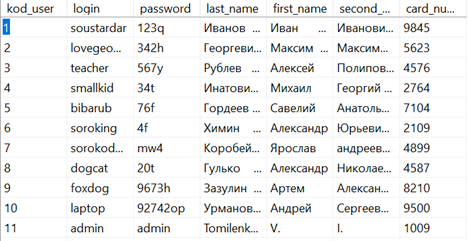 kod_user login password last_name first_name second_... card_nu...
1 soustardar 123q Иванов ... Иван ... Иванови... 9845
2 lovegeo... 342h Георгиеви... Максим ... Максим... 5623
3 teacher 567y Рублев ... Алексей Полипов... 4576
4 smallkid 34t Инатови... Михаил Георгий ... 2764
5 bibarub 76f Гордеев ... Савелий Анатоль... 7104
6 soroking 4f Химин ... Александр Юрьеви... 2109
7 sorokod... mw4 Коробей... Ярослав андреев... 4899
8 dogcat 20t Гулько ... Александр Николае... 4587
9 foxdog 9673h Зазулин ... Артем Алексан... 8210
10 laptop 92742op Урманов... Андрей Сергеев... 9500
11 admin admin Tomilenk... V. I. 1009